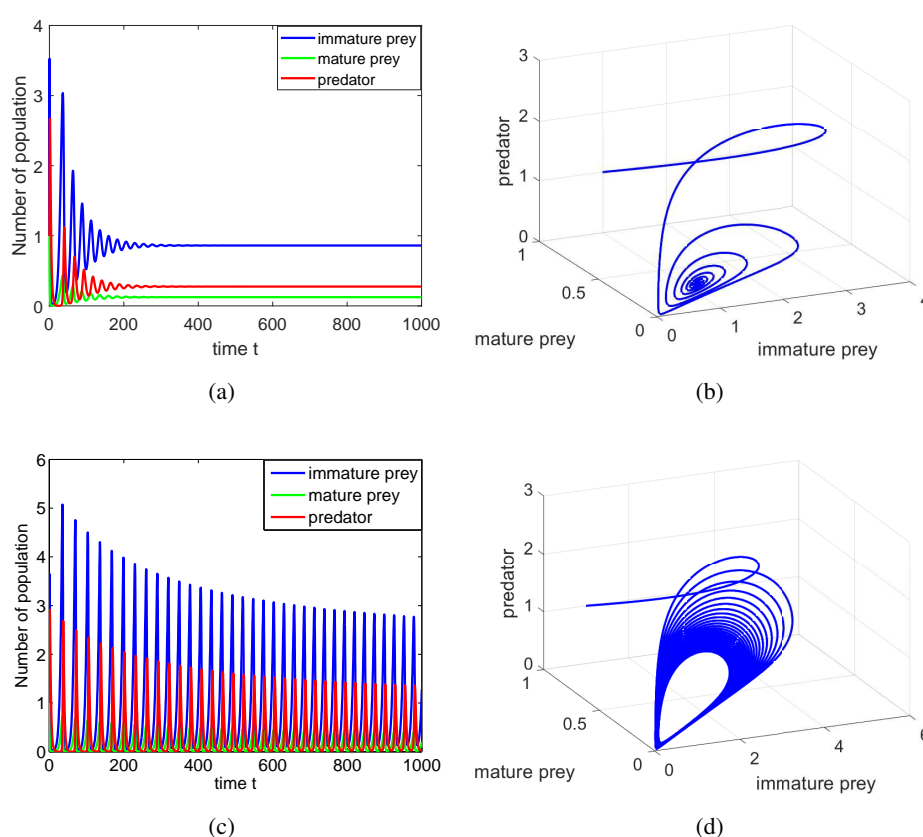 4
3
2
1
0
0 200 400 600 800 1000
Number of population
time t
immature prey
mature prey
predator
(a)
3
2
1
0
1
0.5
0
0 1 2 3 4
predator
mature prey
immature prey
(b)
6
5
4
3
2
1
0
0 200 400 600 800 1000
Number of population
time t
immature prey
mature prey
predator
(c)
3
2
1
0
1
0.5
0
0 2 4 6
predator
mature prey
immature prey
(d)